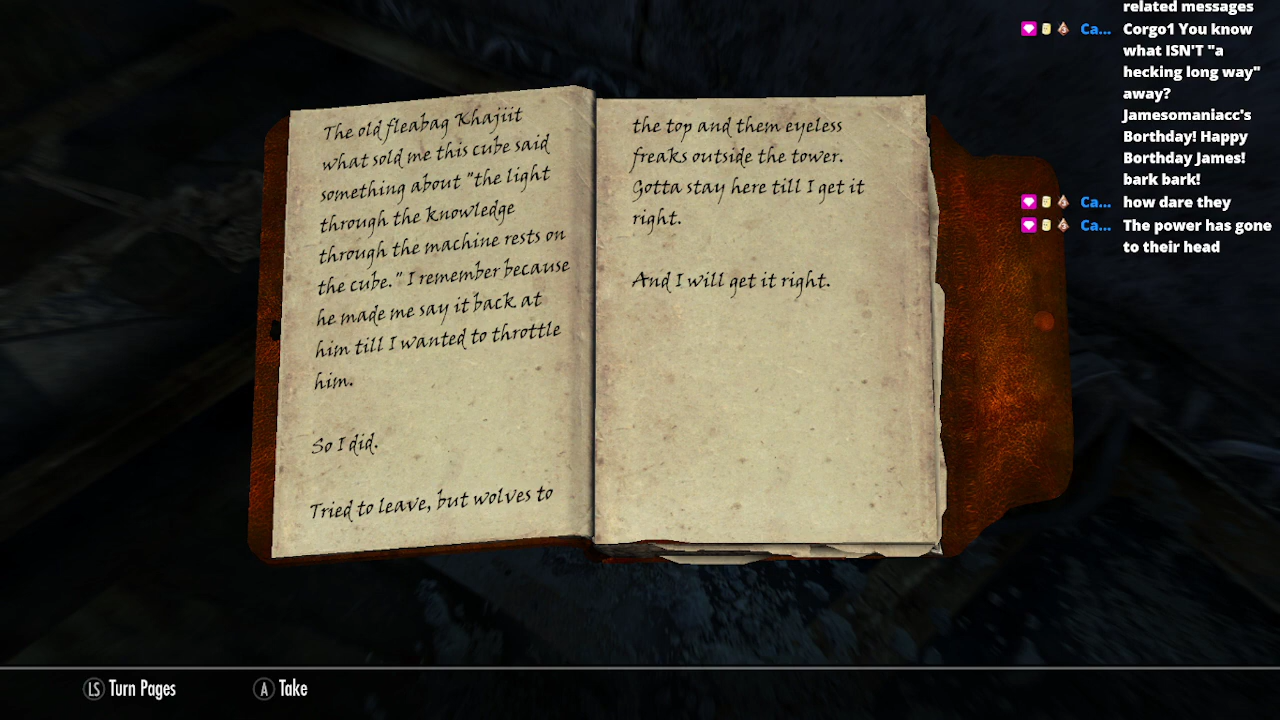 The old fleabag Khajiit
what sold me this cube said
something about "the light
through the knowledge
through the machine rests on
the cube." I remember because
he made me say it back at
him till I wanted to throttle
him.
So I did.
Tried to leave, but wolves to
the top and them eyeless
freaks outside the tower.
Gotta stay here till I get it
right.
And I will get it right.
related messages
Ca... Corgo1 You know
what ISN'T "a
hecking long way"
away?
Jamesomaniacc's
Borthday! Happy
Borthday James!
bark bark!
Ca... how dare they
Ca... The power has gone
to their head
LS Turn Pages
A Take